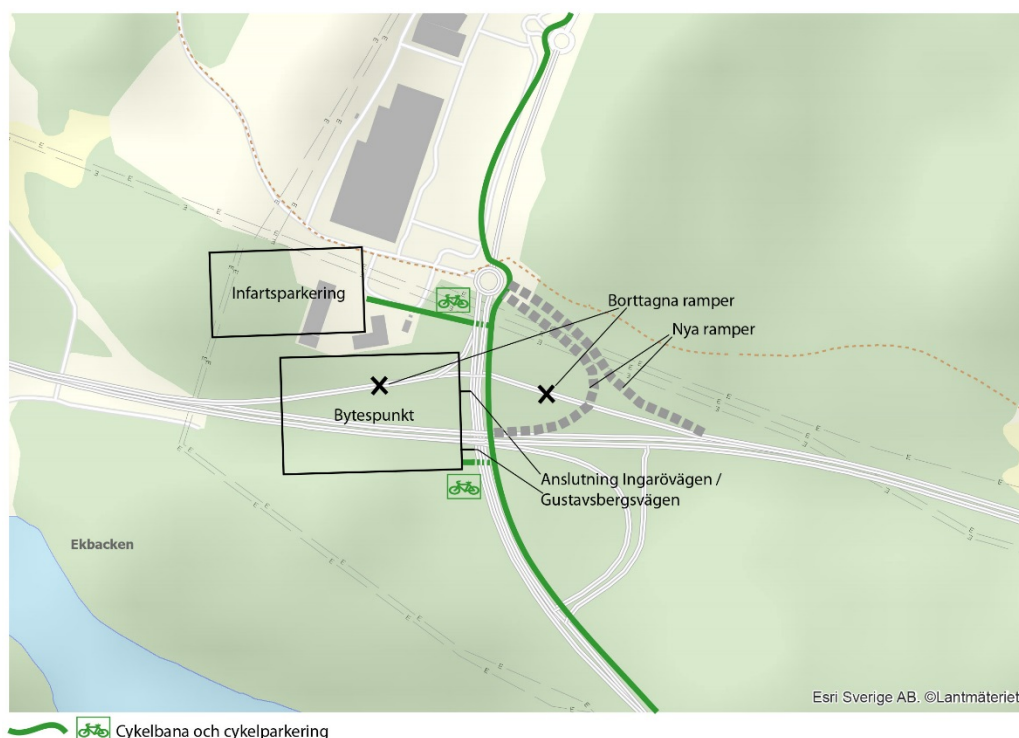 Infartsparkering
Borttagna ramper
Nya ramper
Bytespunkt
Anslutning Ingarövägen /
Gustavsbergsvägen
Ekbacken
Esri Sverige AB. ©Lantmäteriet
Cykelbana och cykelparkering